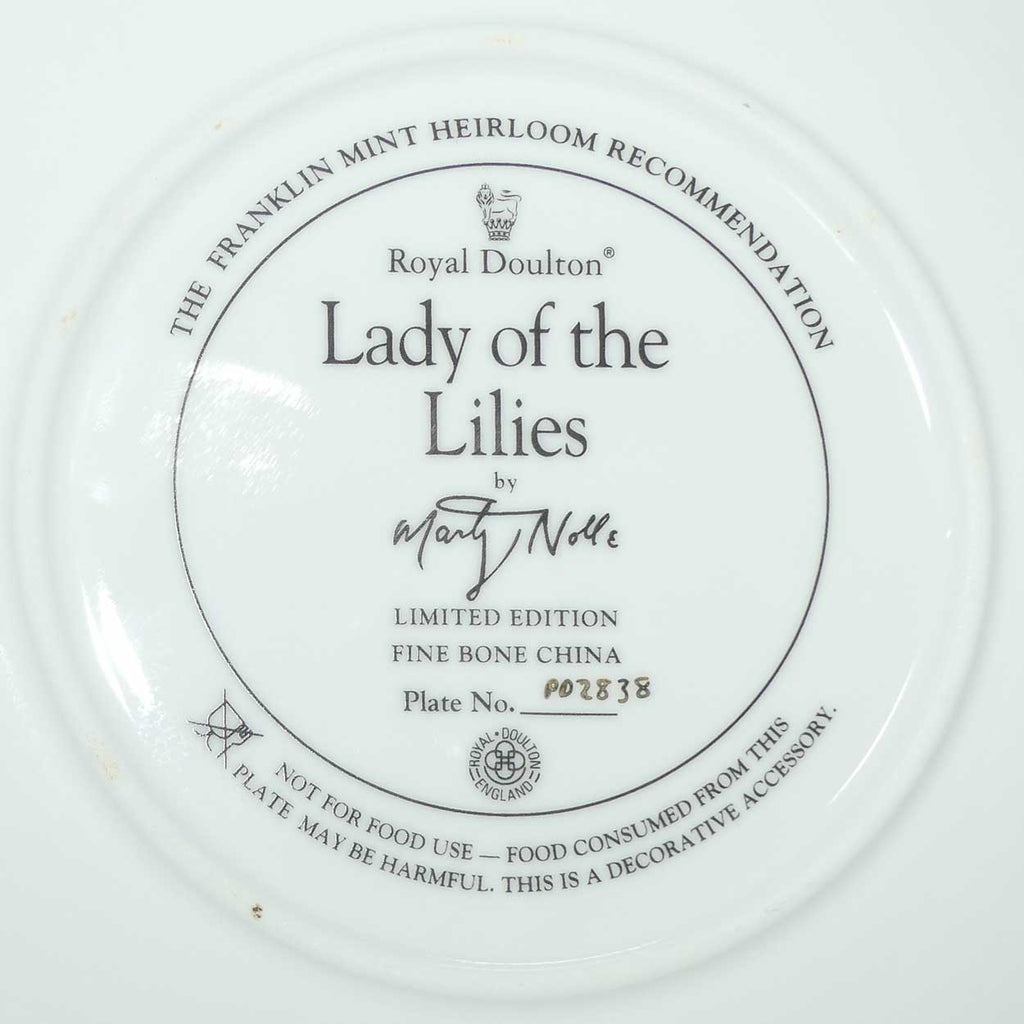 THE FRANKLIN MINT HEIRLOOM RECOMMENDATION
Royal Doulton®
Lady of the
Lilies
by
Marty Nolle
LIMITED EDITION
FINE BONE CHINA
Plate No. PO2838
ROYAL • DOULTON
ENGLAND
NOT FOR FOOD USE — FOOD CONSUMED FROM THIS
PLATE MAY BE HARMFUL. THIS IS A DECORATIVE ACCESSORY.